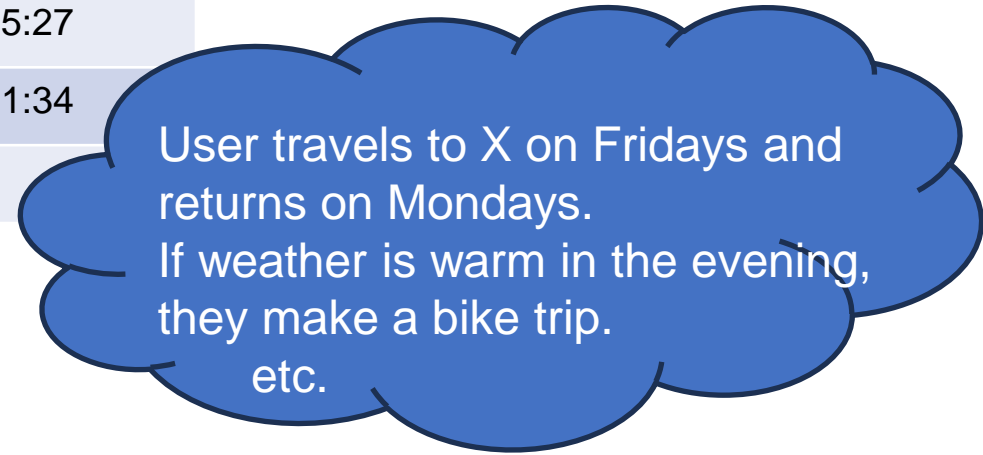 5:27
1:34
User travels to X on Fridays and
returns on Mondays.
If weather is warm in the evening,
they make a bike trip.
etc.